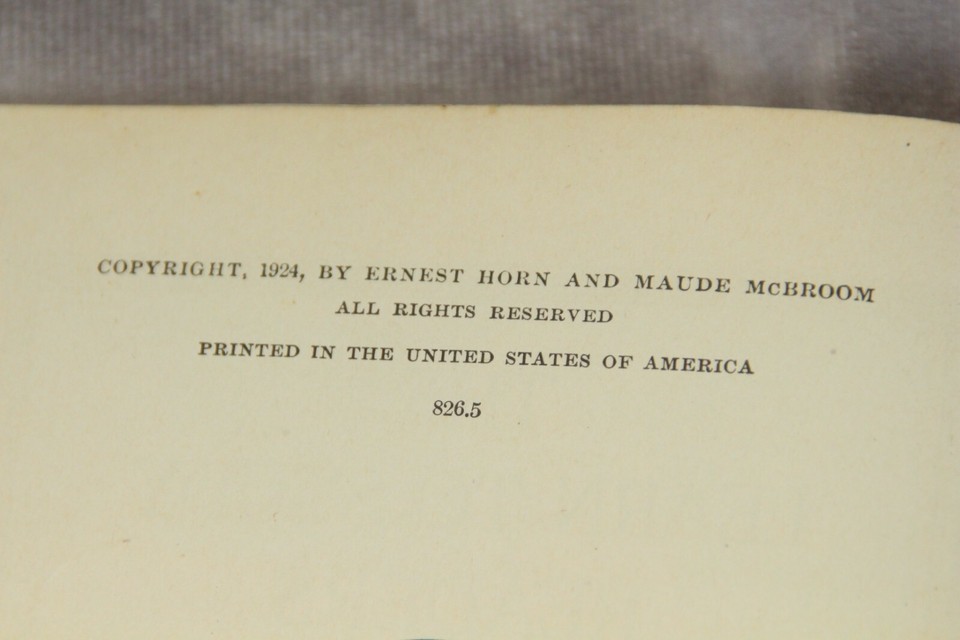 COPYRIGHT, 1924, BY ERNEST HORN AND MAUDE McBROOM
ALL RIGHTS RESERVED
PRINTED IN THE UNITED STATES OF AMERICA
826.5